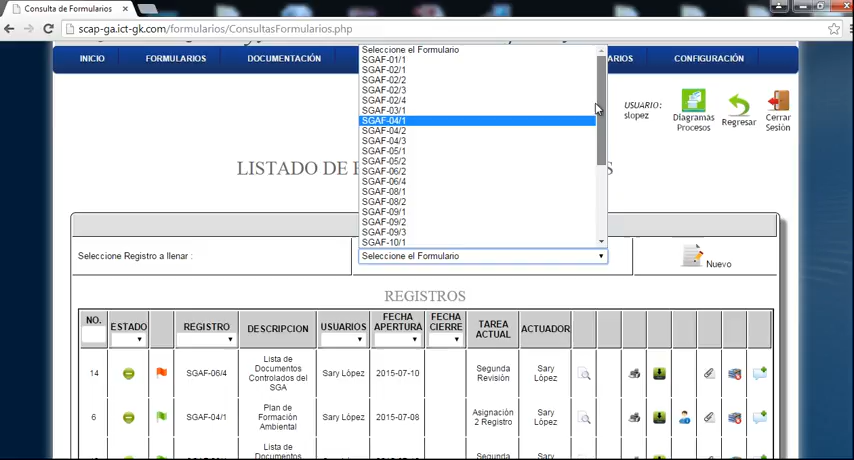 Consulta de Formularios
scap-ga.ict-gk.com/formularios/ConsultasFormularios.php
INICIO FORMULARIOS DOCUMENTACIÓN ARIOS CONFIGURACIÓN
Seleccione el Formulario
SGAF-01/1
SGAF-02/1
SGAF-02/2
SGAF-02/3
SGAF-02/4
SGAF-03/1
SGAF-04/1
SGAF-04/2
SGAF-04/3
SGAF-05/1
SGAF-05/2
SGAF-06/2
SGAF-06/4
SGAF-08/1
SGAF-08/2
SGAF-09/1
SGAF-09/2
SGAF-09/3
SGAF-10/1
USUARIO:
slopez
Diagramas
Procesos
Regresar
Cerrar
Sesión
LISTADO DE
S
Seleccione Registro a llenar :
Seleccione el Formulario
Nuevo
REGISTROS
NO. ESTADO REGISTRO DESCRIPCION USUARIOS FECHA APERTURA FECHA CIERRE TAREA ACTUAL ACTUADOR
14 SGAF-06/4 Lista de Documentos Controlados del SGA Sary López 2015-07-10 Segunda Revisión Sary López
6 SGAF-04/1 Plan de Formación Ambiental Sary López 2015-07-08 Asignación 2 Registro Sary López
Lista de
Segunda